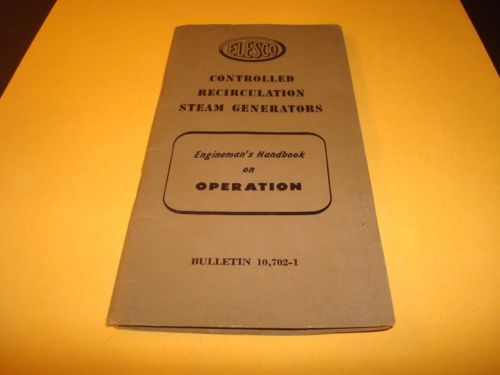 ELESCO
CONTROLLED
RECIRCULATION
STEAM GENERATORS
Engineman's Handbook
on
OPERATION
BULLETIN 10,702-1